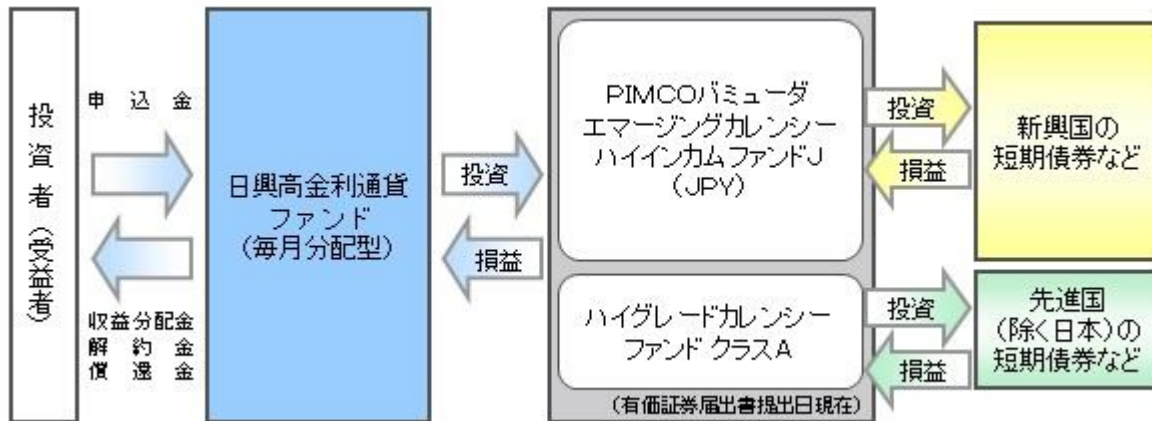 投資者(受益者)
申込金
収益分配金
解約金
償還金
日興高金利通貨
ファンド
(毎月分配型)
投資
損益
PIMCOバミューダ
エマージングカレンシー
ハイインカムファンドJ
(JPY)
ハイグレードカレンシー
ファンド クラスA
(有価証券届出書提出日現在)
投資
損益
新興国の
短期債券など
投資
損益
先進国
(除く日本)の
短期債券など